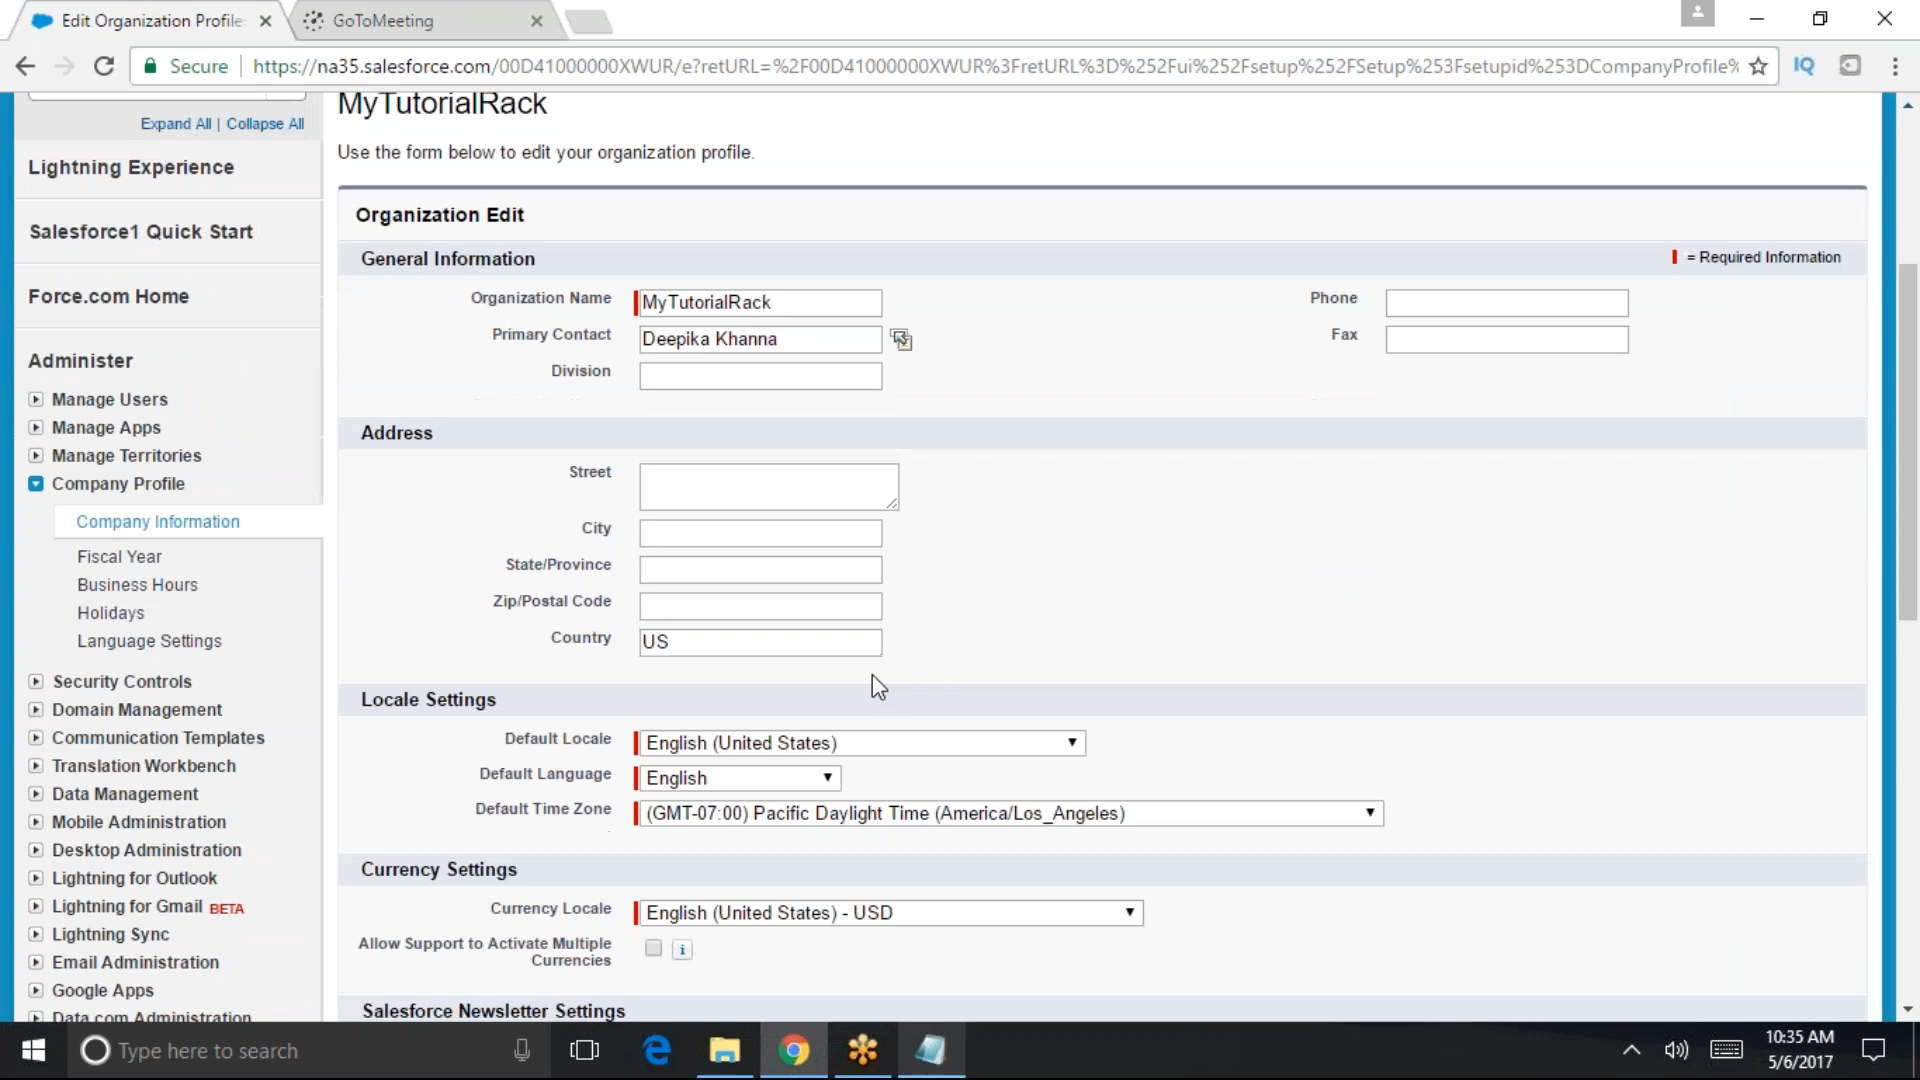 Edit Organization Profile:
GoToMeeting
Secure
https://na35.salesforce.com/00D41000000XWUR/e?retURL=%2F00D41000000XWUR%3FretURL%3D%252Fui%252Fsetup%252FSetup%253Fsetupid%253DCompanyProfile%
IQ
Expand All | Collapse All
Lightning Experience
Salesforce1 Quick Start
Force.com Home
Administer
Manage Users
Manage Apps
Manage Territories
Company Profile
Company Information
Fiscal Year
Business Hours
Holidays
Language Settings
Security Controls
Domain Management
Communication Templates
Translation Workbench
Data Management
Mobile Administration
Desktop Administration
Lightning for Outlook
Lightning for Gmail BETA
Lightning Sync
Email Administration
Google Apps
Data.com Administration
MyTutorialRack
Use the form below to edit your organization profile.
Organization Edit
General Information
= Required Information
Organization Name MyTutorialRack
Phone
Primary Contact Deepika Khanna
Fax
Division
Address
Street
City
State/Province
Zip/Postal Code
Country US
Locale Settings
Default Locale English (United States)
Default Language English
Default Time Zone (GMT-07:00) Pacific Daylight Time (America/Los_Angeles)
Currency Settings
Currency Locale English (United States) - USD
Allow Support to Activate Multiple
Currencies
i
Salesforce Newsletter Settings
Type here to search
10:35 AM
5/6/2017